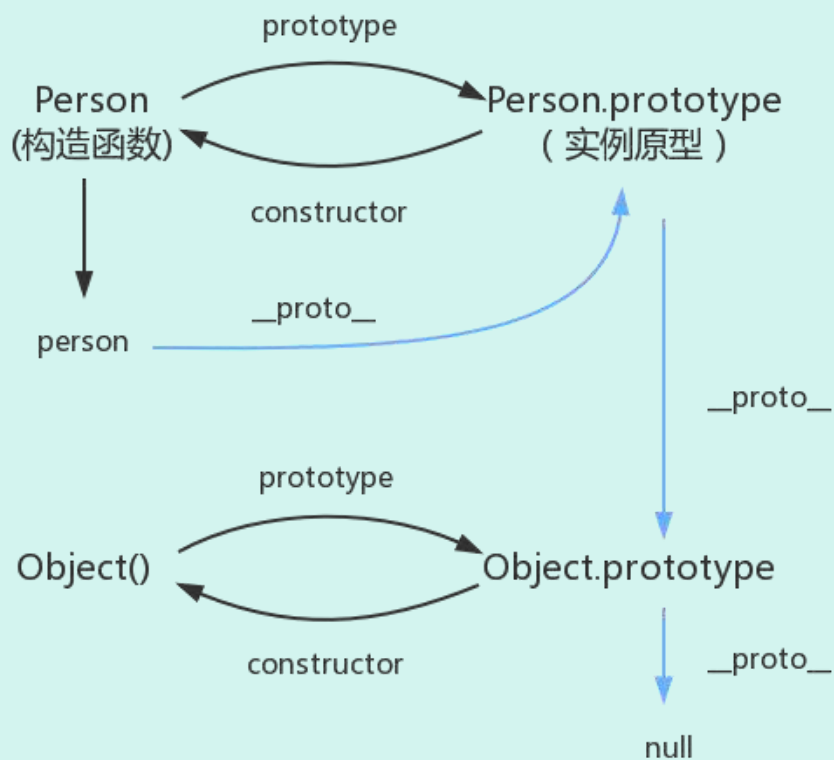 prototype
Person
(构造函数)
Person.prototype
（ 实例原型 ）
constructor
__proto__
person
__proto__
prototype
Object()
Object.prototype
constructor
__proto__
null